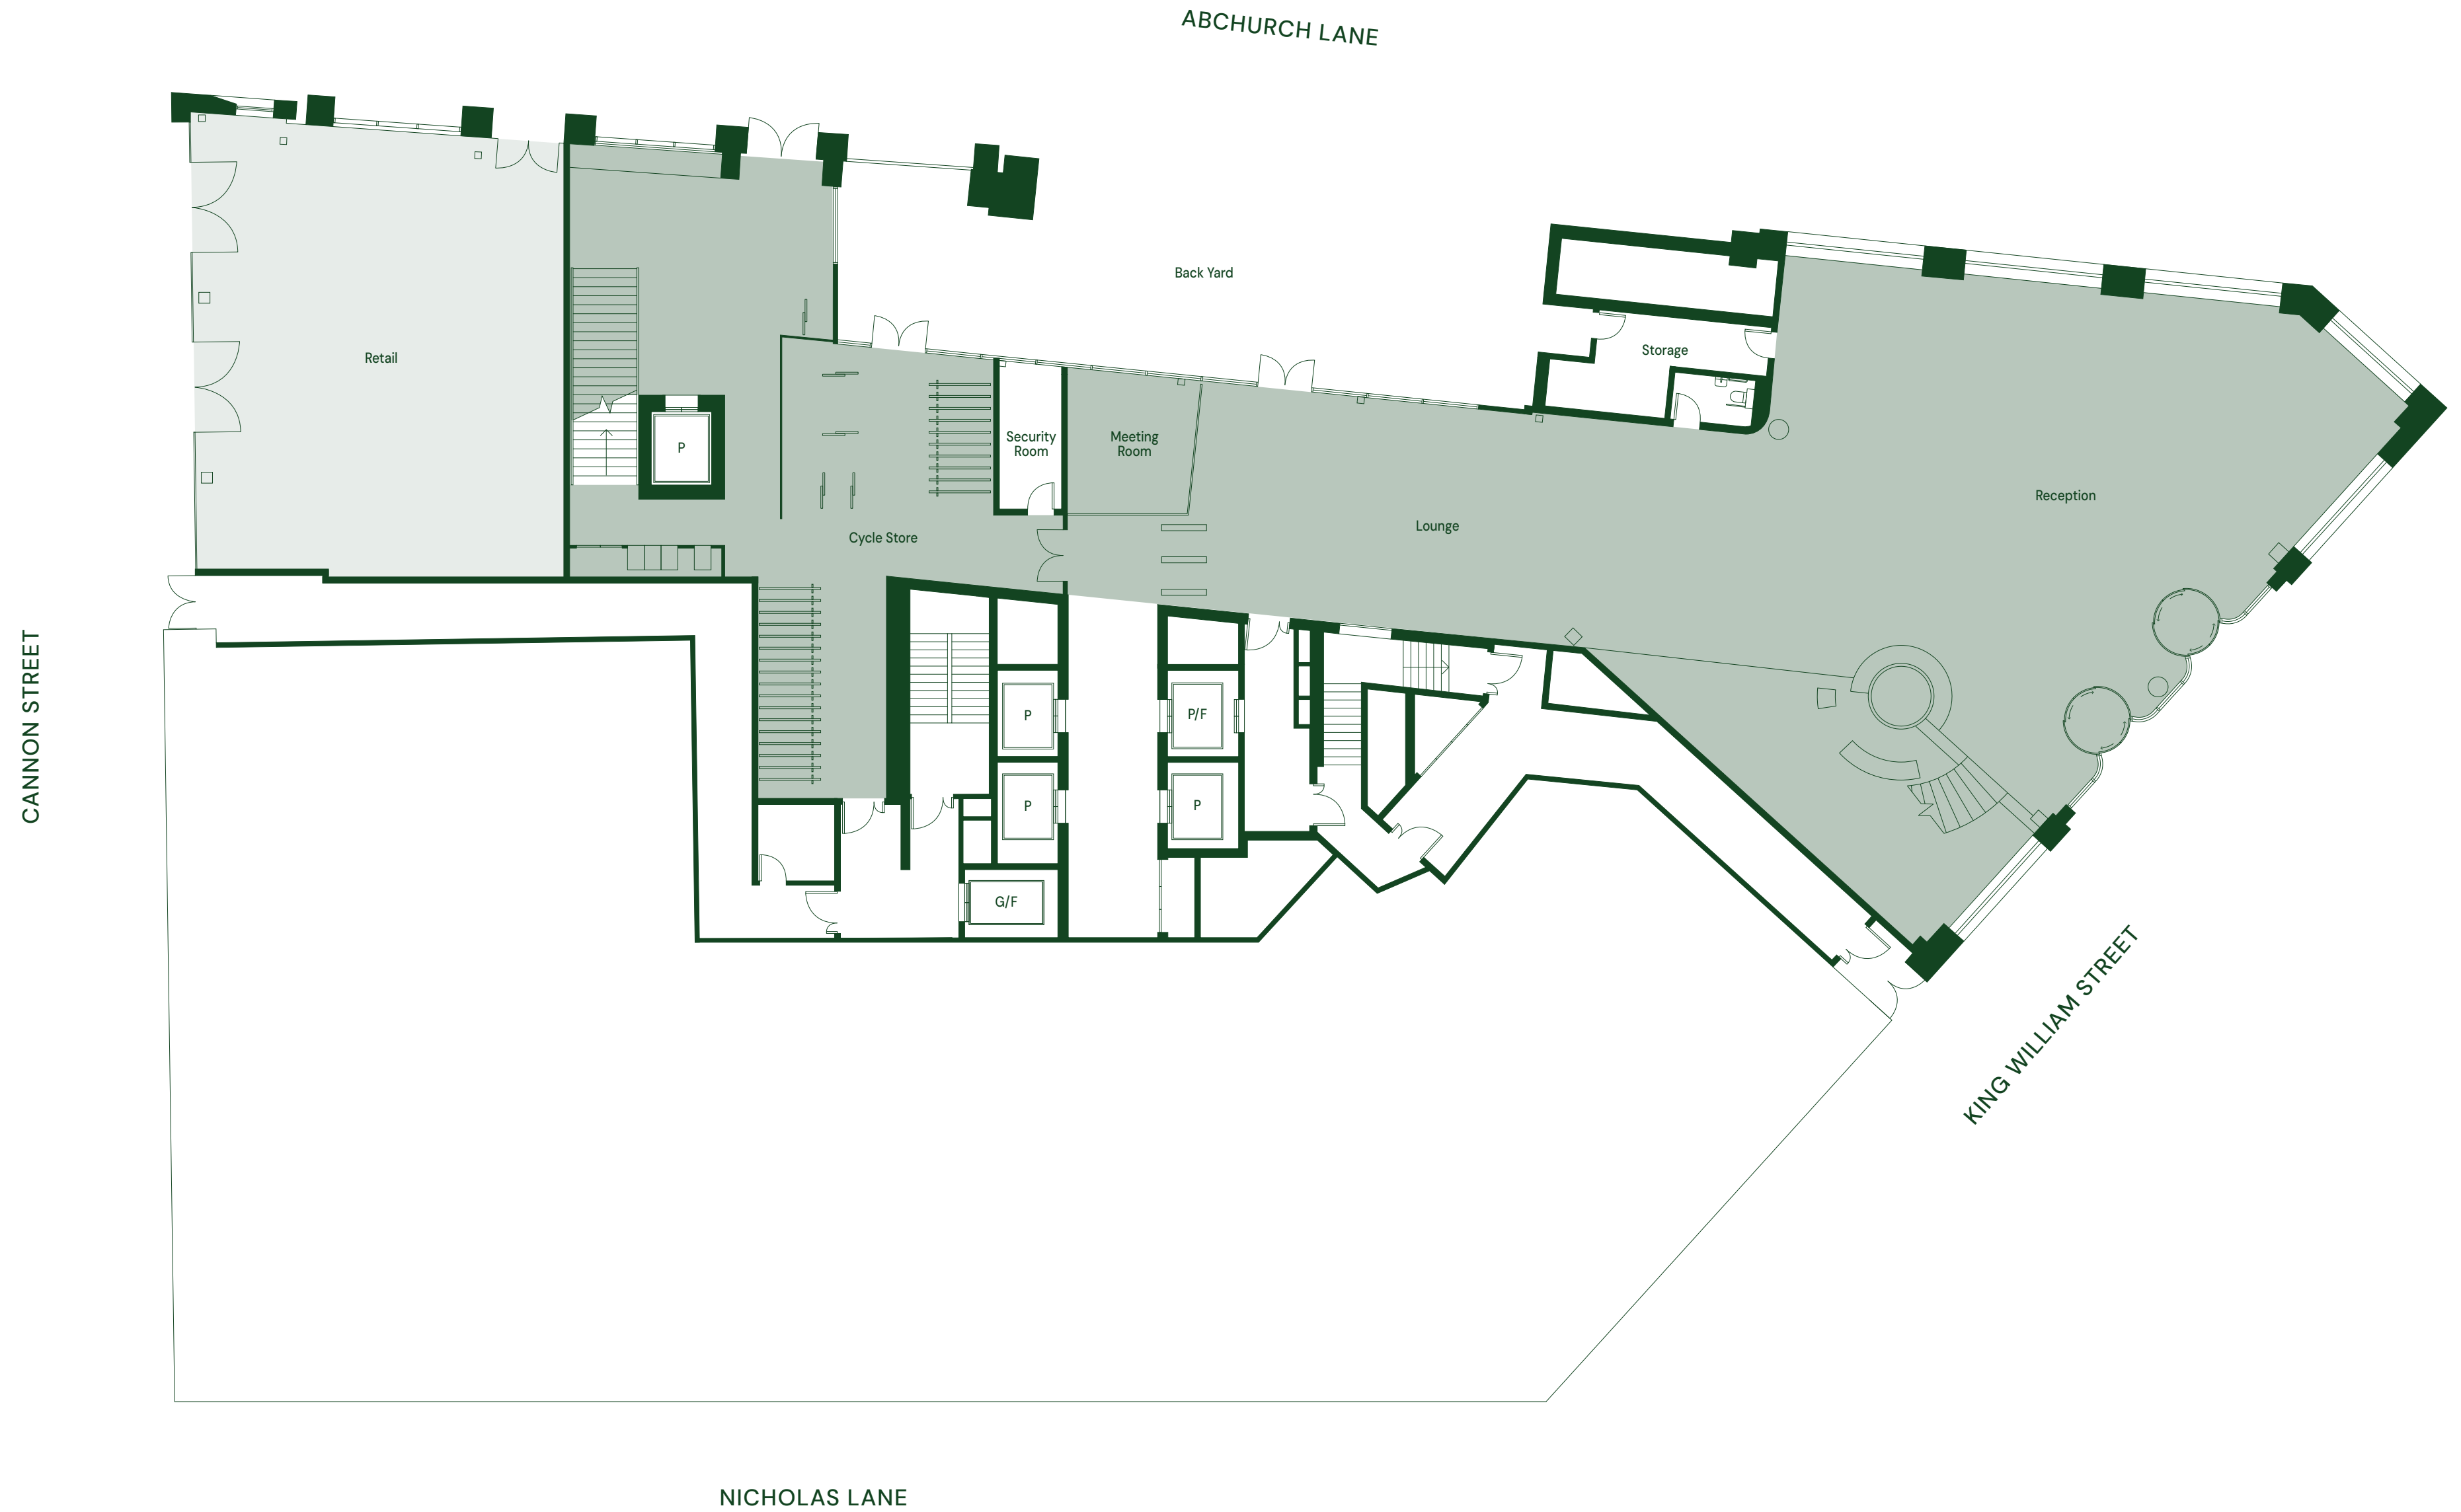 ABCHURCH LANE
Back Yard
Storage
Retail
Security
Room
Meeting
Room
P
Reception
Lounge
Cycle Store
CANNON STREET
P
P/F
P
P
G/F
KING WILLIAM STREET
NICHOLAS LANE